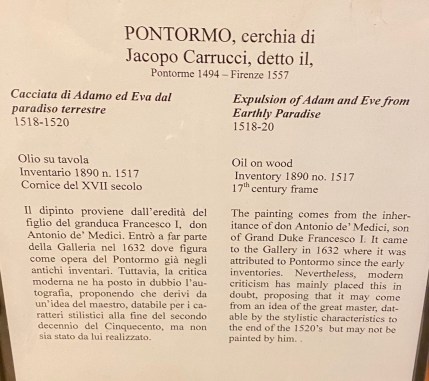 PONTORMO, cerchia di
Jacopo Carrucci, detto il,
Pontorme 1494 – Firenze 1557
Cacciata di Adamo ed Eva dal
paradiso terrestre
1518-1520
Olio su tavola
Inventario 1890 n. 1517
Cornice del XVII secolo
Il dipinto proviene dall'eredità del
figlio del granduca Francesco I, don
Antonio de' Medici. Entrò a far parte
della Galleria nel 1632 dove figura
come opera del Pontormo già negli
antichi inventari. Tuttavia, la critica
moderna ne ha posto in dubbio l'au-
tografia, proponendo che derivi da
un'idea del maestro, databile per i ca-
ratteri stilistici alla fine del secondo
decennio del Cinquecento, ma non
sia stato da lui realizzato.
Expulsion of Adam and Eve from
Earthly Paradise
1518-20
Oil on wood
Inventory 1890 no. 1517
17th century frame
The painting comes from the inher-
itance of don Antonio de' Medici, son
of Grand Duke Francesco I. It came
to the Gallery in 1632 where it was
attributed to Pontormo since the early
inventories. Nevertheless, modern
criticism has mainly placed this in
doubt, proposing that it may come
from an idea of the great master, dat-
able by the stylistic characteristics to
the end of the 1520's but may not be
painted by him. .